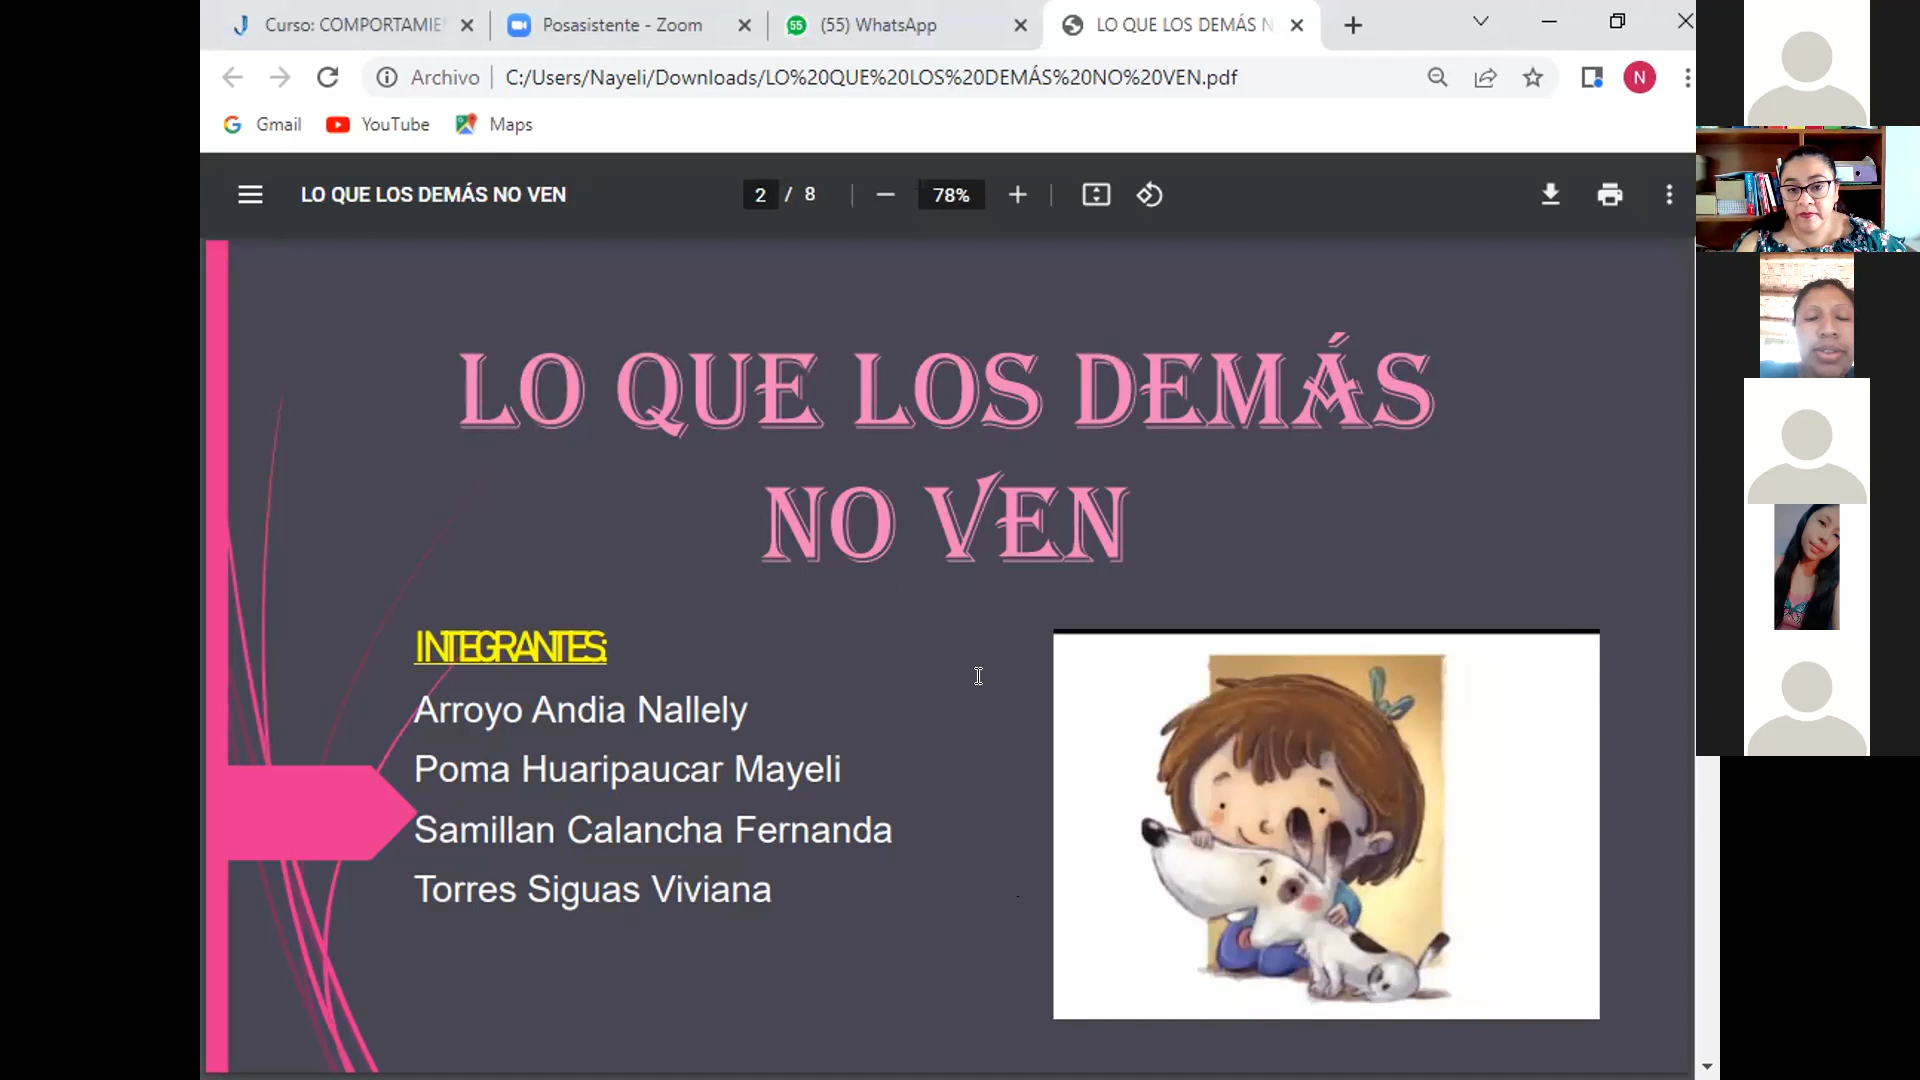 Curso: COMPORTAMIE
Posasistente - Zoom
55
(55) WhatsApp
LO QUE LOS DEMÁS N
Archivo
C:/Users/Nayeli/Downloads/LO%20QUE%20LOS%20DEMÁS%20NO%20VEN.pdf
N
Gmail
YouTube
Maps
LO QUE LOS DEMÁS NO VEN
2 / 8
78%
LO QUE LOS DEMÁS
NO VEN
INTEGRANTES:
Arroyo Andia Nallely
Poma Huaripaucar Mayeli
Samillan Calancha Fernanda
Torres Siguas Viviana